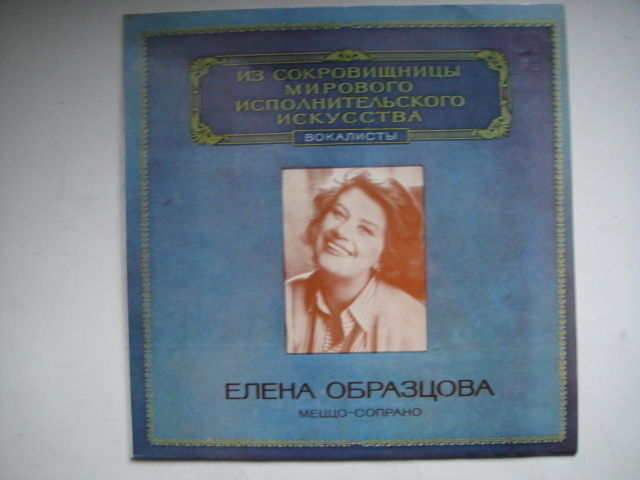 ИЗ СОКРОВИЩНИЦЫ
МИРОВОГО
ИСПОЛНИТЕЛЬСКОГО
ИСКУССТВА
ВОКАЛИСТЫ
ЕЛЕНА ОБРАЗЦОВА
МЕЦЦО-СОПРАНО